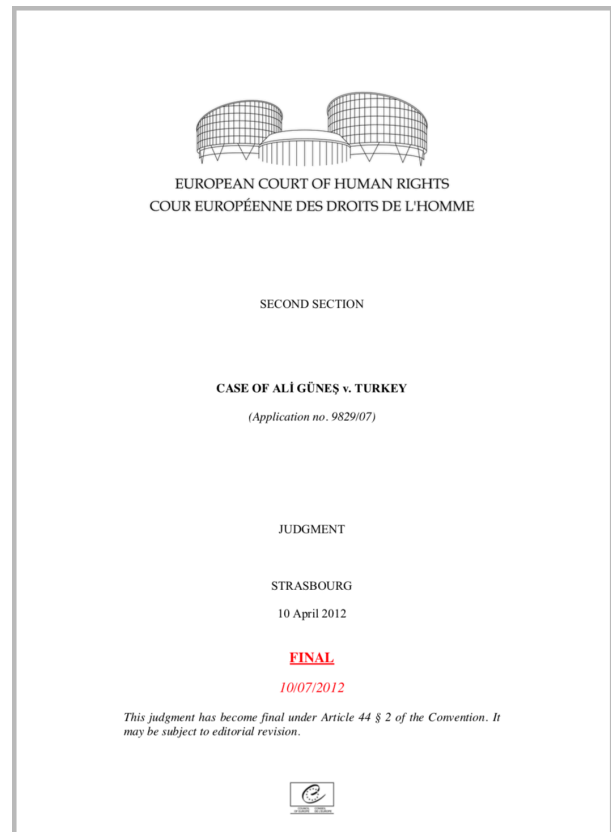 EUROPEAN COURT OF HUMAN RIGHTS
COUR EUROPÉENNE DES DROITS DE L'HOMME
SECOND SECTION
CASE OF ALİ GÜNEŞ v. TURKEY
(Application no. 9829/07)
JUDGMENT
STRASBOURG
10 April 2012
FINAL
10/07/2012
This judgment has become final under Article 44 § 2 of the Convention. It
may be subject to editorial revision.